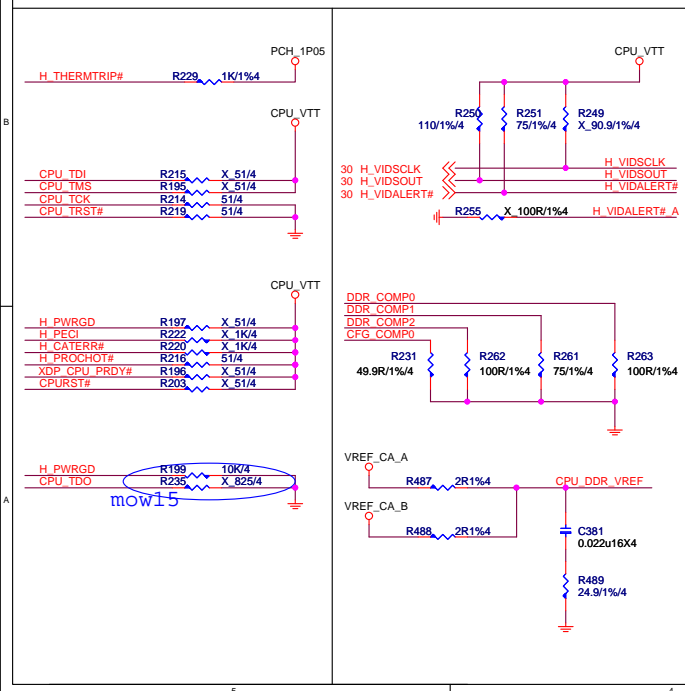 PCH_1P05
H_THERMTRIP# R229 1K/1%4
CPU_VTT
CPU_TDI R215 X_51/4
CPU_TMS R195 X_51/4
CPU_TCK R214 51/4
CPU_TRST# R219 51/4
CPU_VTT
H_PWRGD R197 X_51/4
H_PECI R222 X_1K/4
H_CATERR# R220 X_1K/4
H_PROCHOT# R216 51/4
XDP_CPU_PRDY# R196 X_51/4
CPURST# R203 X_51/4
H_PWRGD R199 10K/4
CPU_TDO R235 X_825/4
mow15
B
A
CPU_VTT
R250 R251 R249
110/1%/4 75/1%/4 X_90.9/1%/4
30 H_VIDSCLK H_VIDSCLK
30 H_VIDSOUT H_VIDSOUT
30 H_VIDALERT# H_VIDALERT#
R255 X_100R/1%4 H_VIDALERT#_A
DDR_COMP0
DDR_COMP1
DDR_COMP2
CFG_COMP0
R231 R262 R261 R263
49.9R/1%/4 100R/1%4 75/1%/4 100R/1%4
VREF_CA_A
R487 2R1%4 CPU_DDR_VREF
VREF_CA_B
R488 2R1%4
C381
0.022u16X4
R489
24.9/1%/4
5 4